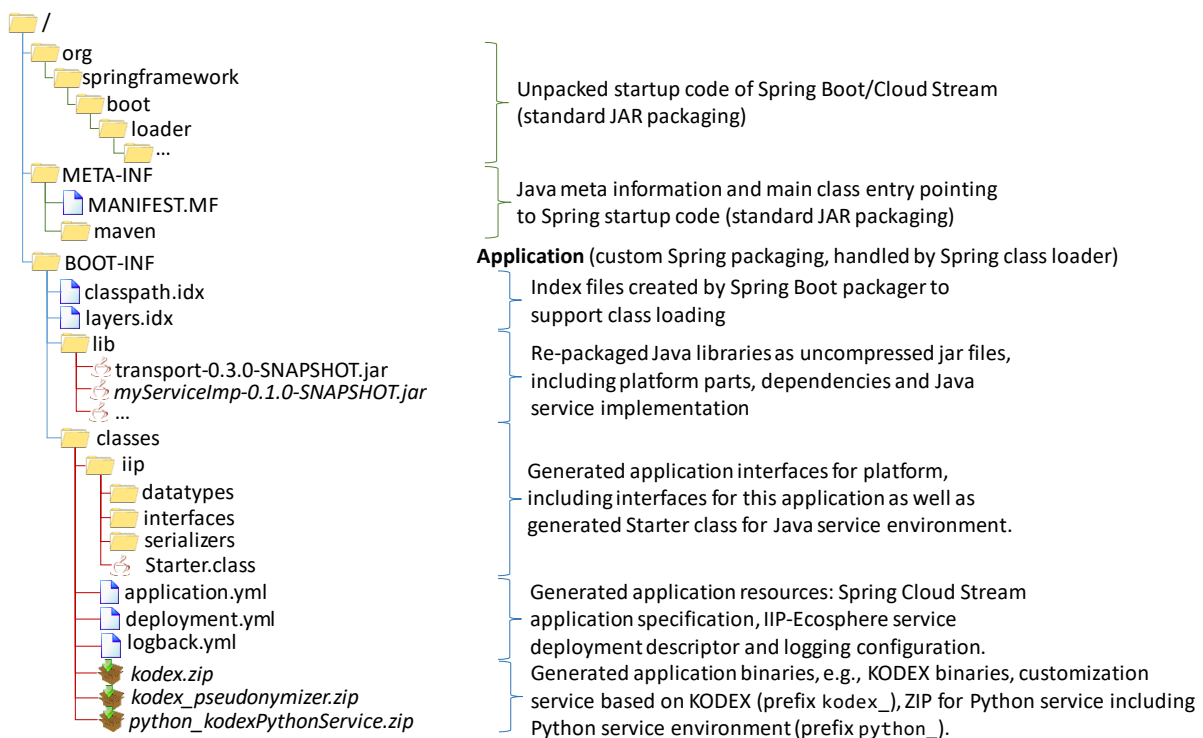 /
org
springframework
boot
loader
...
Unpacked startup code of Spring Boot/Cloud Stream
(standard JAR packaging)
META-INF
MANIFEST.MF
maven
Java meta information and main class entry pointing
to Spring startup code (standard JAR packaging)
BOOT-INF
Application (custom Spring packaging, handled by Spring class loader)
classpath.idx
layers.idx
Index files created by Spring Boot packager to
support class loading
lib
transport-0.3.0-SNAPSHOT.jar
myServiceImp-0.1.0-SNAPSHOT.jar
...
Re-packaged Java libraries as uncompressed jar files,
including platform parts, dependencies and Java
service implementation
classes
iip
datatypes
interfaces
serializers
Starter.class
Generated application interfaces for platform,
including interfaces for this application as well as
generated Starter class for Java service environment.
application.yml
deployment.yml
logback.yml
Generated application resources: Spring Cloud Stream
application specification, IIP-Ecosphere service
deployment descriptor and logging configuration.
kodex.zip
kodex_pseudonymizer.zip
python_kodexPythonService.zip
Generated application binaries, e.g., KODEX binaries, customization
service based on KODEX (prefix kodex_), ZIP for Python service including
Python service environment (prefix python_).